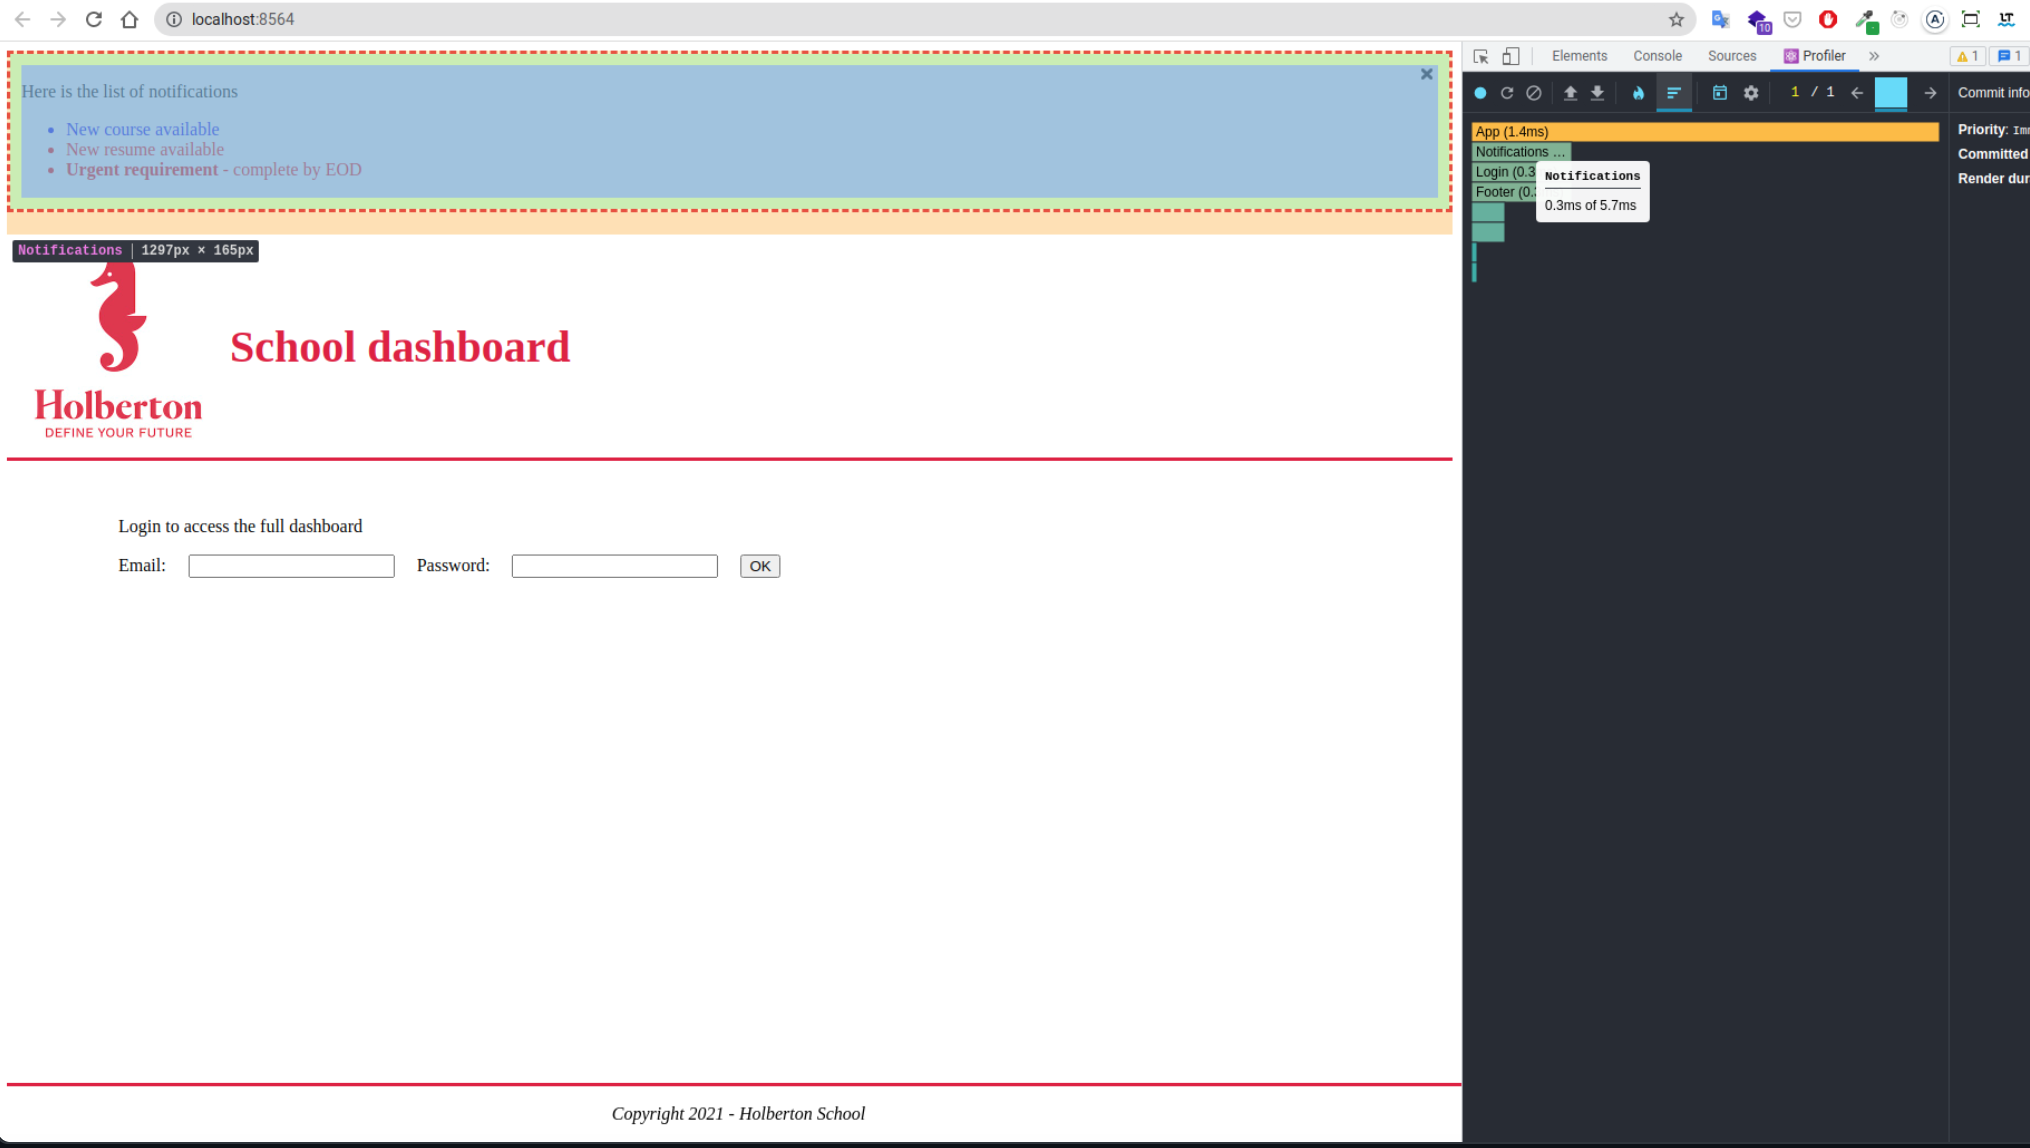 localhost:8564
10
Elements Console Sources Profiler » 1 1
1 / 1
Commit info
Here is the list of notifications
New course available
New resume available
Urgent requirement - complete by EOD
App (1.4ms)
Notifications ...
Login (0.3
Footer (0.
Notifications
0.3ms of 5.7ms
Priority: Im
Committed
Render dur
Notifications | 1297px × 165px
School dashboard
Holberton
DEFINE YOUR FUTURE
Login to access the full dashboard
Email: Password: OK
Copyright 2021 - Holberton School